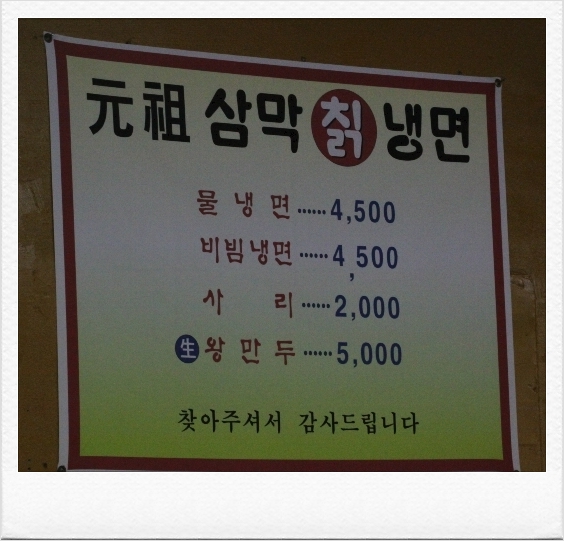 元祖 삼막 칡 냉면
물냉면······4,500
비빔냉면······4,500
사리······2,000
生 왕만두······5,000
찾아주셔서 감사드립니다